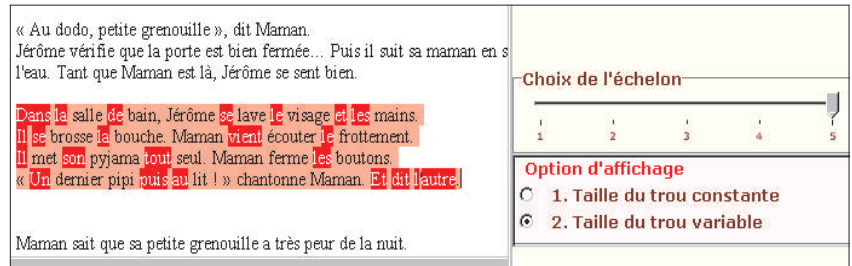 « Au dodo, petite grenouille », dit Maman.
Jérôme vérifie que la porte est bien fermée... Puis il suit sa maman en s
l'eau. Tant que Maman est là, Jérôme se sent bien.
Dans la salle de bain, Jérôme se lave le visage et les mains.
Il se brosse la bouche. Maman vient écouter le frottement.
Il met son pyjama tout seul. Maman ferme les boutons.
« Un dernier pipi puis au lit ! » chantonne Maman. Et dit l'autre.
Maman sait que sa petite grenouille a très peur de la nuit.
Choix de l'échelon
1 2 3 4 5
Option d'affichage
1. Taille du trou constante
2. Taille du trou variable